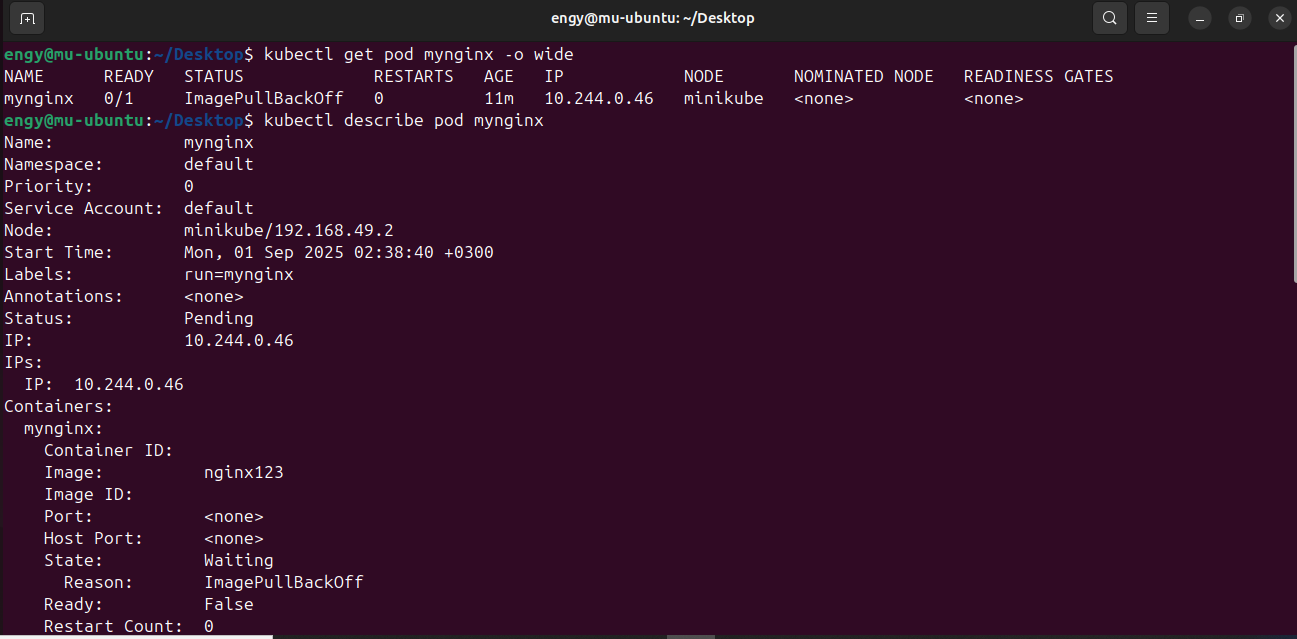 engy@mu-ubuntu: ~/Desktop
engy@mu-ubuntu:~/Desktop$ kubectl get pod mynginx -o wide
NAME      READY   STATUS             RESTARTS   AGE   IP            NODE       NOMINATED NODE   READINESS GATES
mynginx   0/1     ImagePullBackOff   0          11m   10.244.0.46   minikube   <none>           <none>
engy@mu-ubuntu:~/Desktop$ kubectl describe pod mynginx
Name:             mynginx
Namespace:        default
Priority:         0
Service Account:  default
Node:             minikube/192.168.49.2
Start Time:       Mon, 01 Sep 2025 02:38:40 +0300
Labels:           run=mynginx
Annotations:      <none>
Status:           Pending
IP:               10.244.0.46
IPs:
  IP:  10.244.0.46
Containers:
  mynginx:
    Container ID:
    Image:          nginx123
    Image ID:
    Port:           <none>
    Host Port:      <none>
    State:          Waiting
      Reason:       ImagePullBackOff
    Ready:          False
    Restart Count:  0